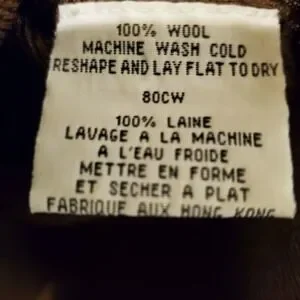 100% WOOL
MACHINE WASH COLD
RESHAPE AND LAY FLAT TO DRY
80CW
100% LAINE
LAVAGE A LA MACHINE
A L'EAU FROIDE
METTRE EN FORME
ET SECHER A PLAT
FABRIQUE AUX HONG KONG